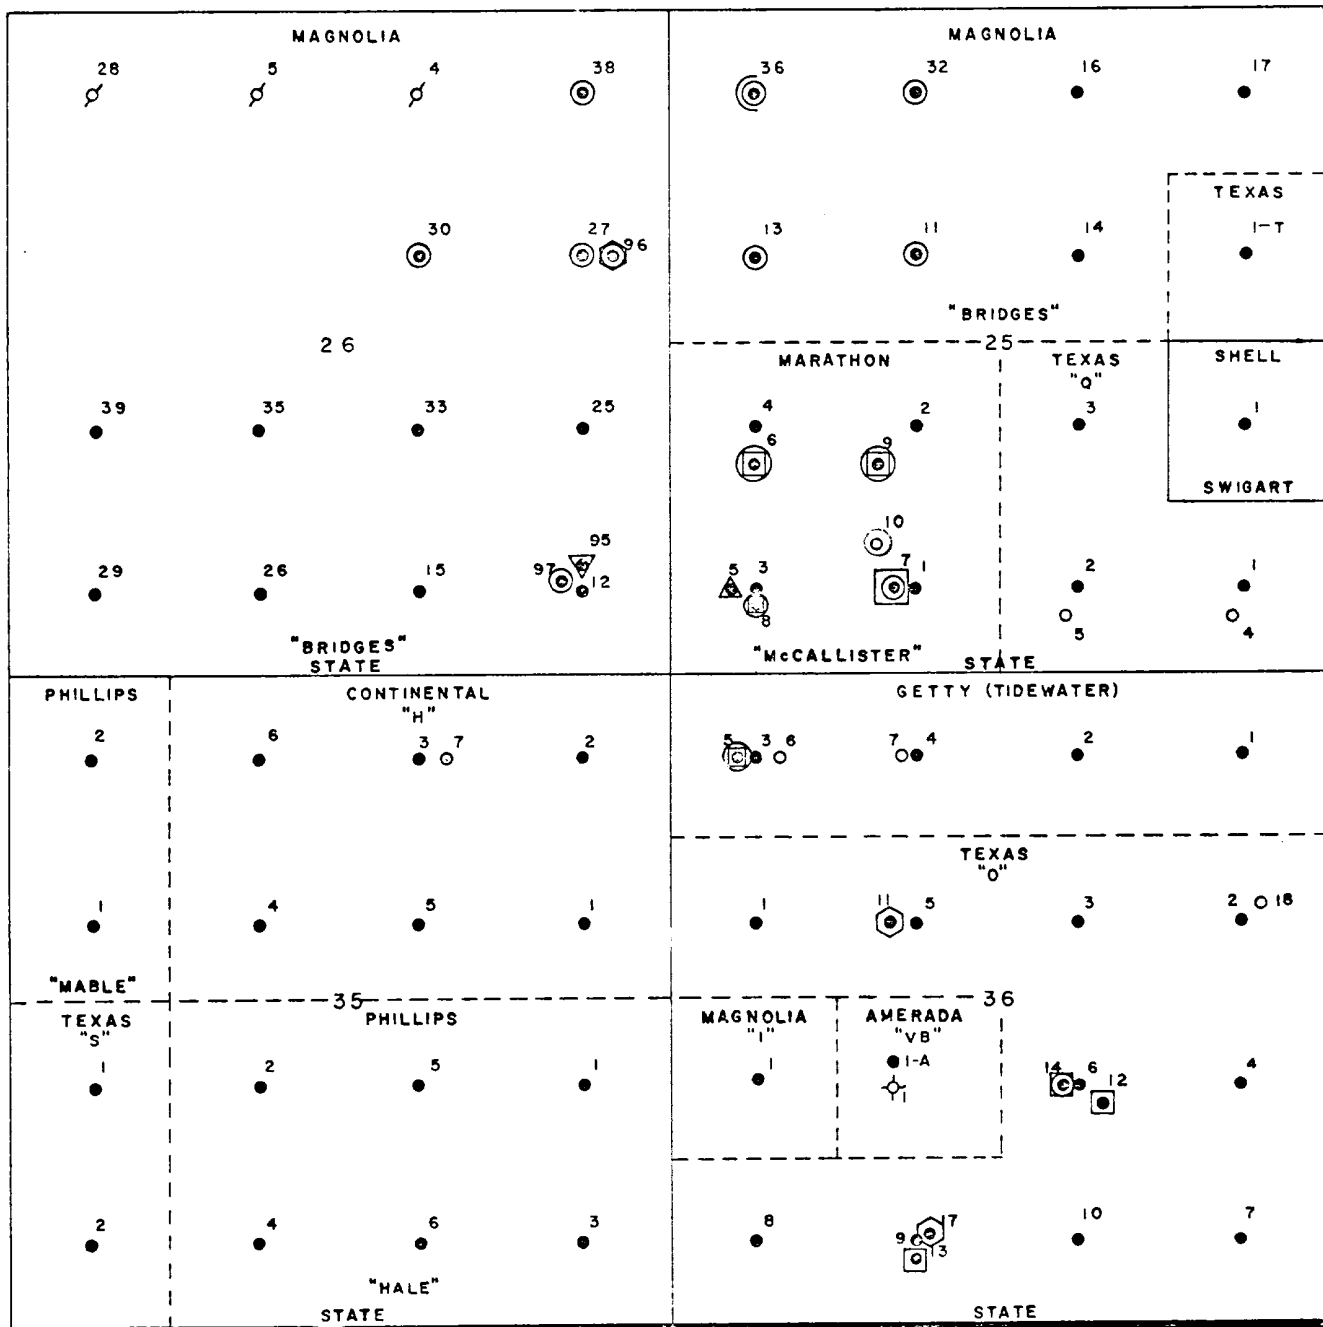 MAGNOLIA
28 5 4 38
30 27 96
26
39 35 33 25
95
97
29 26 15 12
"BRIDGES"
STATE
MAGNOLIA
36 32 16 17
TEXAS
13 11 14 1-T
"BRIDGES"
25
MARATHON
4 2
6 9
10
5 3 7 1
8
"McCALLISTER"
TEXAS
"Q"
3
2 1
5 4
STATE
SHELL
1
SWIGART
PHILLIPS
2
1
"MABLE"
CONTINENTAL
"H"
6 3 7 2
4 5 1
35
GETTY (TIDEWATER)
5 3 6 7 4 2 1
TEXAS
"O"
1 11 5 3 2 18
36
TEXAS
"S"
1
2
PHILLIPS
2 5 1
4 6 3
"HALE"
STATE
MAGNOLIA
"I"
1
AMERADA
"VB"
1-A
1
14 6 12 4
8 9 17 10 7
13
STATE